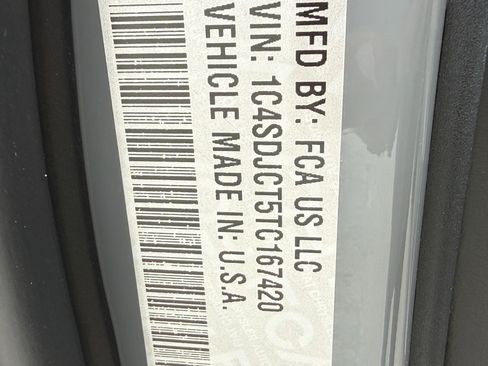 MFD BY: FCA US LLC
VIN: 1C4SDJCT5TC167420
VEHICLE MADE IN: U.S.A.